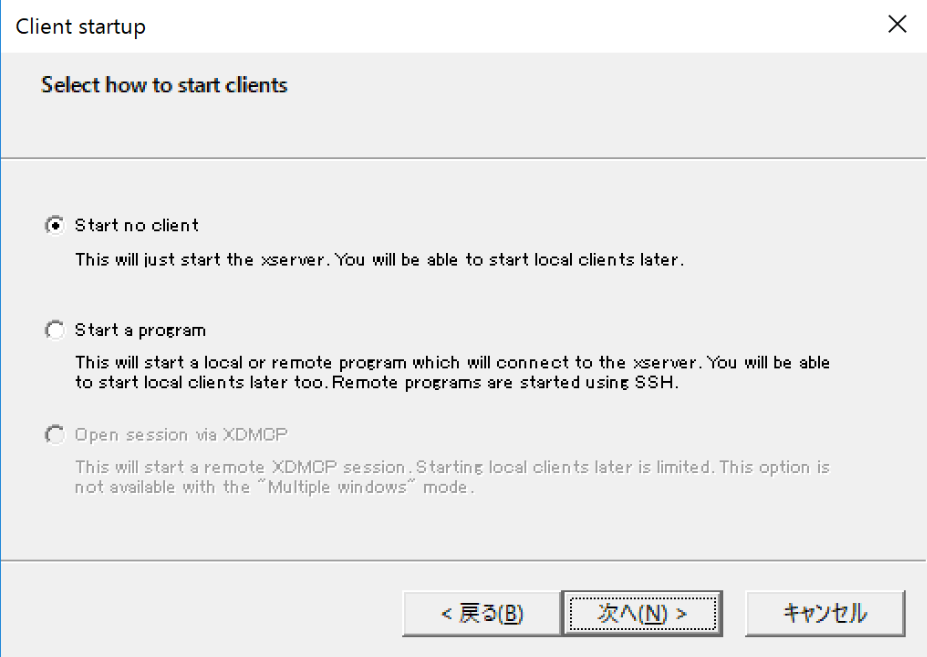 Client startup
Select how to start clients
Start no client
This will just start the xserver. You will be able to start local clients later.
Start a program
This will start a local or remote program which will connect to the xserver. You will be able
to start local clients later too. Remote programs are started using SSH.
Open session via XDMCP
This will start a remote XDMCP session. Starting local clients later is limited. This option is
not available with the "Multiple windows" mode.
< 戻る(B)
次へ(N) >
キャンセル